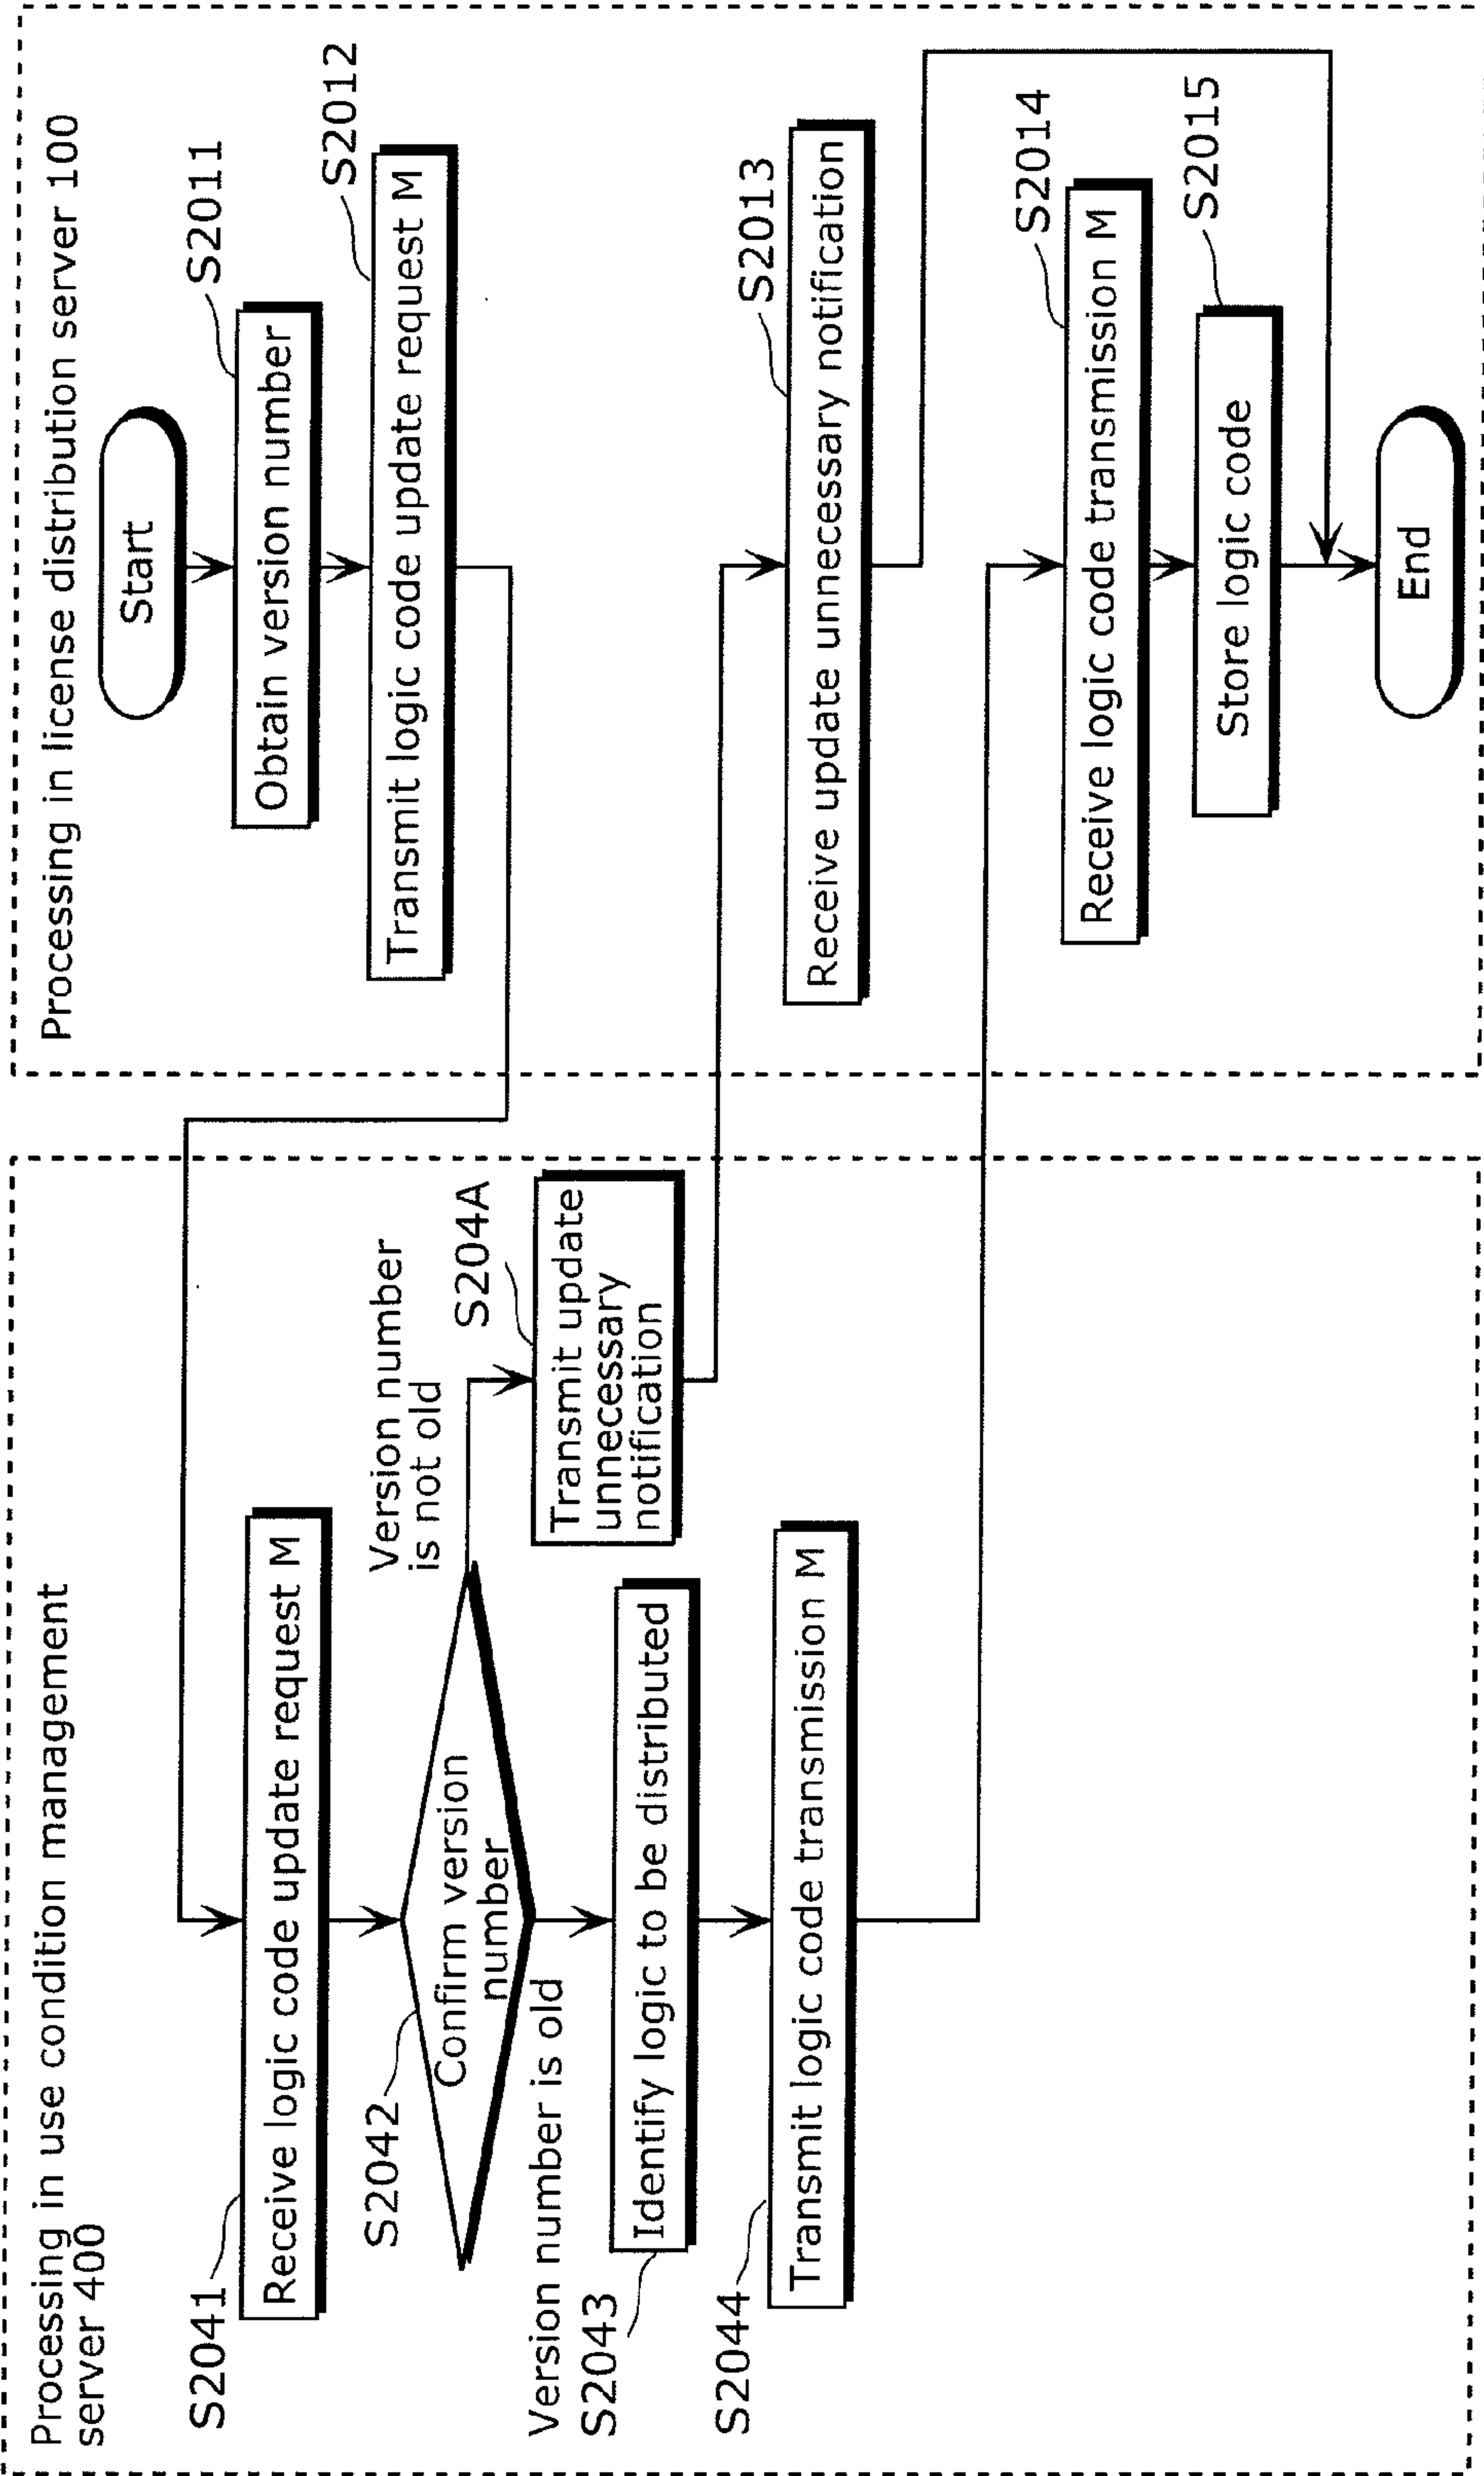 Processing in use condition management
server 400
S2041
Receive logic code update request M
S2042
Confirm version
number
Version number
is not old
S204A
Transmit update
unnecessary
notification
Version number is old
S2043
Identify logic to be distributed
S2044
Transmit logic code transmission M
Processing in license distribution server 100
Start
S2011
Obtain version number
S2012
Transmit logic code update request M
S2013
Receive update unnecessary notification
S2014
Receive logic code transmission M
S2015
Store logic code
End